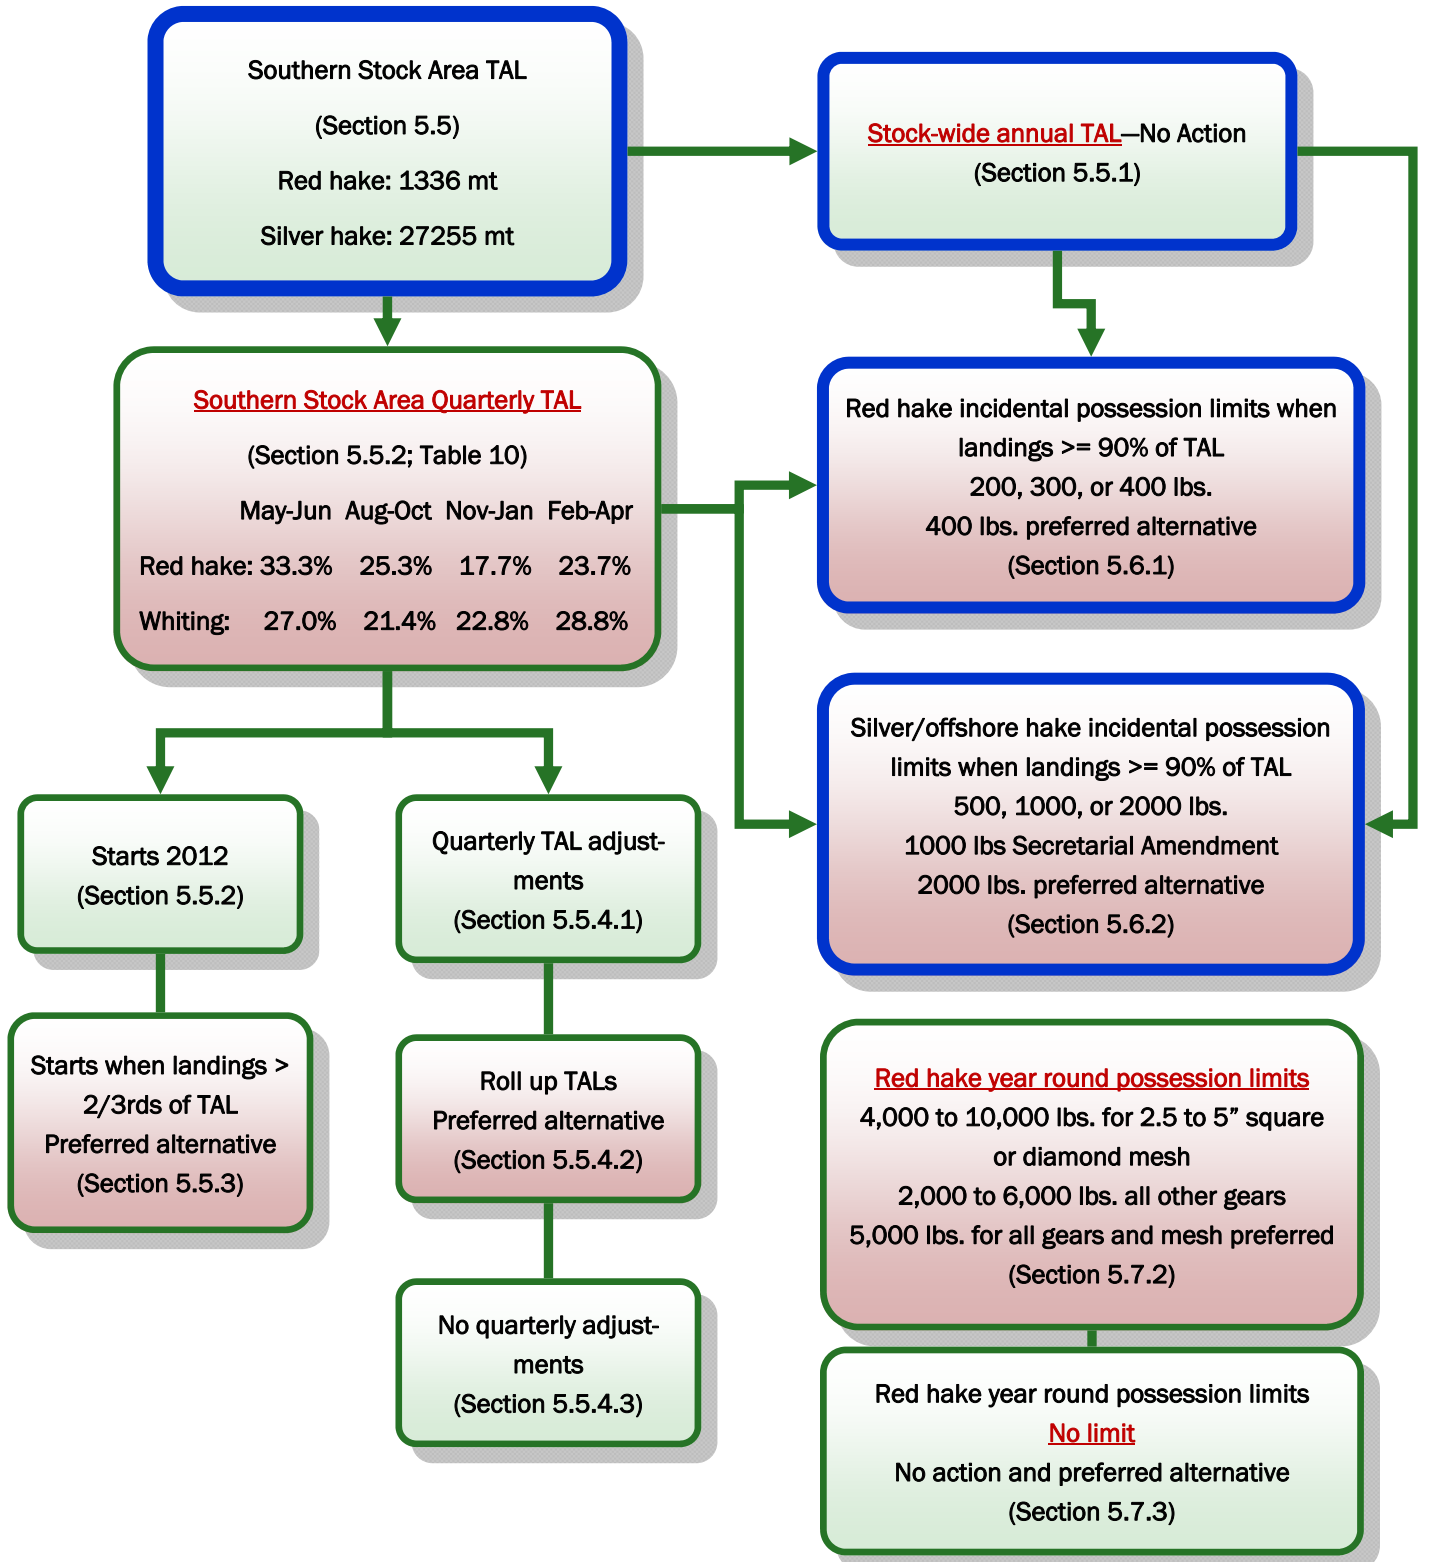 Southern Stock Area TAL
(Section 5.5)
Red hake: 1336 mt
Silver hake: 27255 mt
Stock-wide annual TAL—No Action
(Section 5.5.1)
Southern Stock Area Quarterly TAL
(Section 5.5.2; Table 10)
May-Jun Aug-Oct Nov-Jan Feb-Apr
Red hake: 33.3% 25.3% 17.7% 23.7%
Whiting: 27.0% 21.4% 22.8% 28.8%
Red hake incidental possession limits when
landings >= 90% of TAL
200, 300, or 400 lbs.
400 lbs. preferred alternative
(Section 5.6.1)
Silver/offshore hake incidental possession
limits when landings >= 90% of TAL
500, 1000, or 2000 lbs.
1000 lbs Secretarial Amendment
2000 lbs. preferred alternative
(Section 5.6.2)
Starts 2012
(Section 5.5.2)
Quarterly TAL adjust-
ments
(Section 5.5.4.1)
Starts when landings >
2/3rds of TAL
Preferred alternative
(Section 5.5.3)
Roll up TALs
Preferred alternative
(Section 5.5.4.2)
No quarterly adjust-
ments
(Section 5.5.4.3)
Red hake year round possession limits
4,000 to 10,000 lbs. for 2.5 to 5” square
or diamond mesh
2,000 to 6,000 lbs. all other gears
5,000 lbs. for all gears and mesh preferred
(Section 5.7.2)
Red hake year round possession limits
No limit
No action and preferred alternative
(Section 5.7.3)